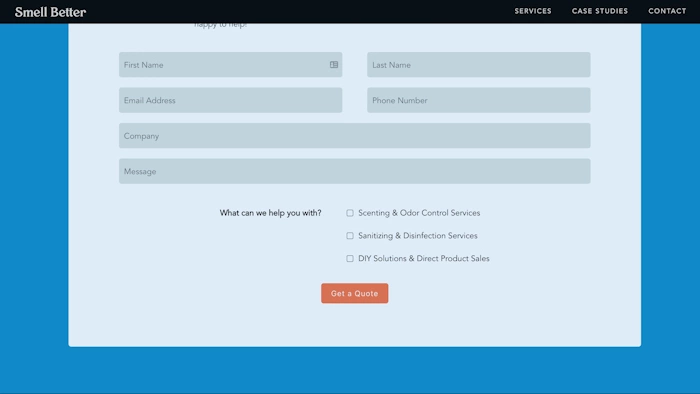 Smell Better
SERVICES CASE STUDIES CONTACT
happy to help!
First Name Last Name
Email Address Phone Number
Company
Message
What can we help you with? Scenting & Odor Control Services
Sanitizing & Disinfection Services
DIY Solutions & Direct Product Sales
Get a Quote